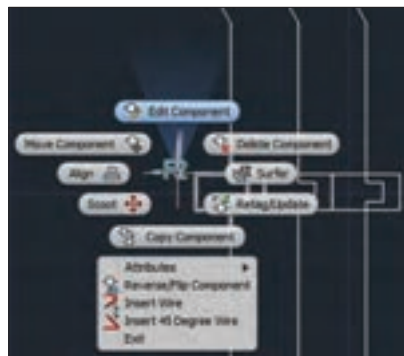 Edit Component
Move Component
Delete Component
Align
Surfer
Scoot
Retag/Update
Copy Component
Attributes
Reverse/Flip Component
Insert Wire
Insert 45 Degree Wire
Exit